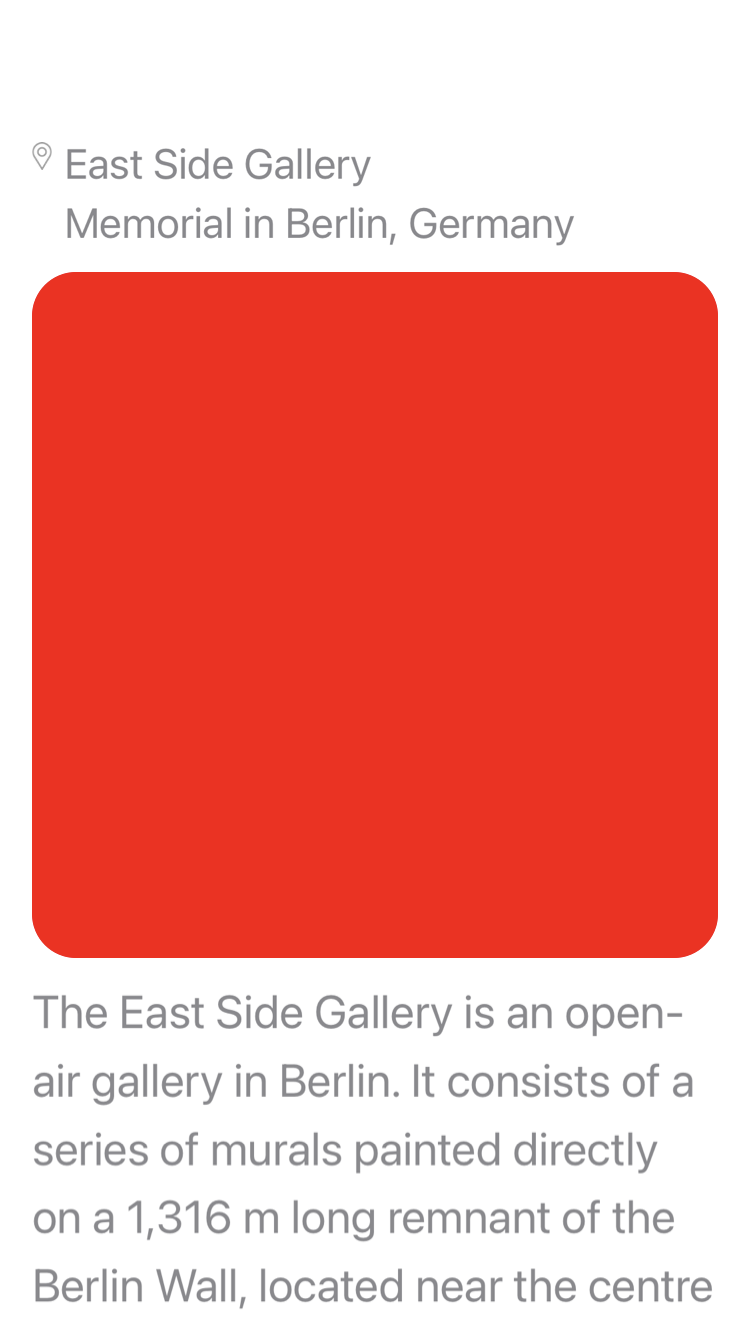 East Side Gallery
Memorial in Berlin, Germany
The East Side Gallery is an open-
air gallery in Berlin. It consists of a
series of murals painted directly
on a 1,316 m long remnant of the
Berlin Wall, located near the centre